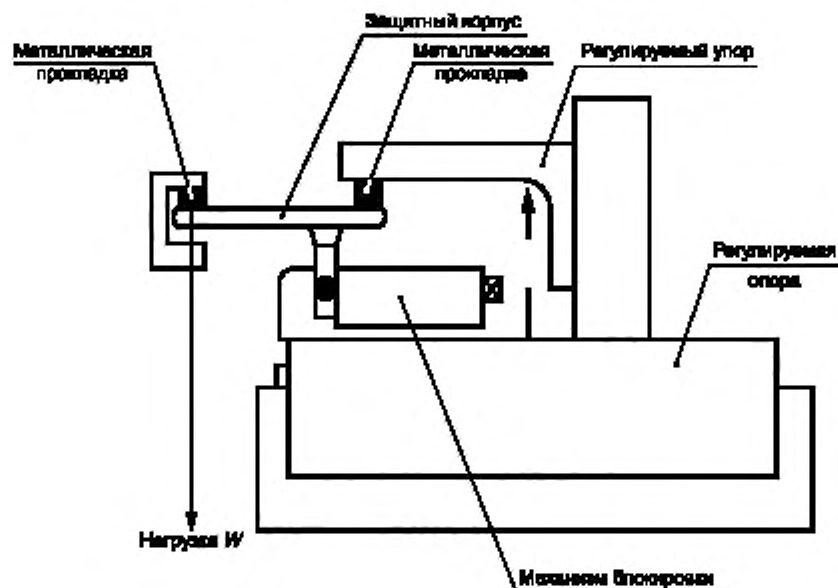 Защитный корпус
Металлическая
прокладка
Металлическая
прокладка
Регулируемый упор
Регулируемая
опора
Нагрузка W
Механизм блокировки